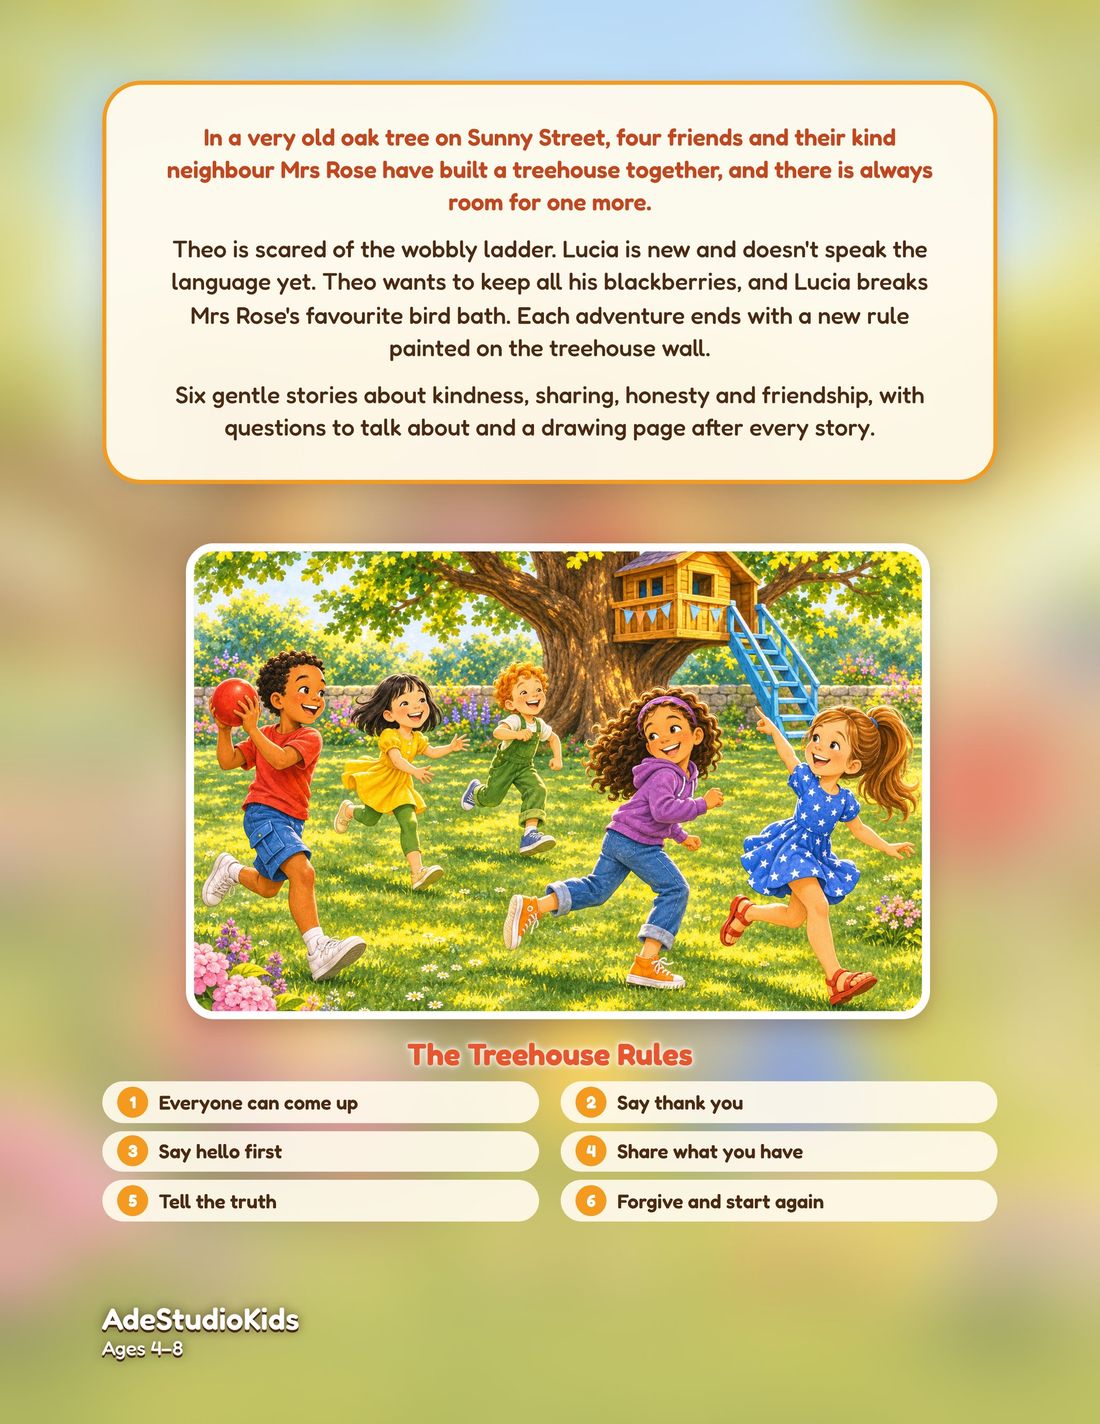 In a very old oak tree on Sunny Street, four friends and their kind
neighbour Mrs Rose have built a treehouse together, and there is always
room for one more.
Theo is scared of the wobbly ladder. Lucia is new and doesn't speak the
language yet. Theo wants to keep all his blackberries, and Lucia breaks
Mrs Rose's favourite bird bath. Each adventure ends with a new rule
painted on the treehouse wall.
Six gentle stories about kindness, sharing, honesty and friendship, with
questions to talk about and a drawing page after every story.
The Treehouse Rules
1 Everyone can come up
2 Say thank you
3 Say hello first
4 Share what you have
5 Tell the truth
6 Forgive and start again
AdeStudioKids
Ages 4–8